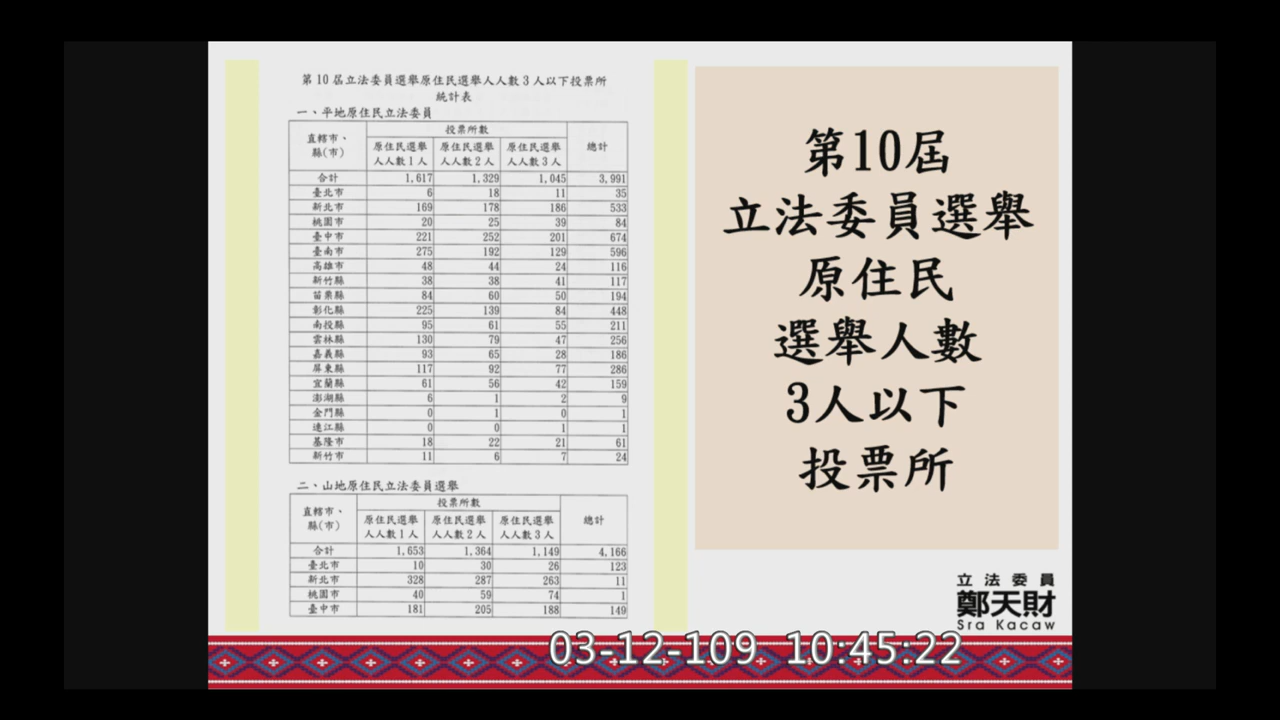 第10屆立法委員選舉原住民選舉人人數3人以下投票所
統計表
一、平地原住民立法委員
直轄市、縣(市) 投票所數 總計
原住民選舉人人數1人 原住民選舉人人數2人 原住民選舉人人數3人
合計 1,617 1,329 1,045 3,991
臺北市 6 18 11 35
新北市 169 178 186 533
桃園市 20 25 39 84
臺中市 221 252 201 674
臺南市 275 192 129 596
高雄市 48 44 24 116
新竹縣 38 38 41 117
苗栗縣 84 60 50 194
彰化縣 225 139 84 448
南投縣 95 61 55 211
雲林縣 130 79 47 256
嘉義縣 93 65 28 186
屏東縣 117 92 77 286
宜蘭縣 61 56 42 159
澎湖縣 6 1 2 9
金門縣 0 1 0 1
連江縣 0 0 1 1
基隆市 18 22 21 61
新竹市 11 6 7 24
二、山地原住民立法委員選舉
直轄市、縣(市) 投票所數 總計
原住民選舉人人數1人 原住民選舉人人數2人 原住民選舉人人數3人
合計 1,653 1,364 1,149 4,166
臺北市 10 30 26 123
新北市 328 287 263 11
桃園市 40 59 74 1
臺中市 181 205 188 149
第10屆
立法委員選舉
原住民
選舉人數
3人以下
投票所
立法委員
鄭天財
Sra Kacaw
03-12-109 10:45:22